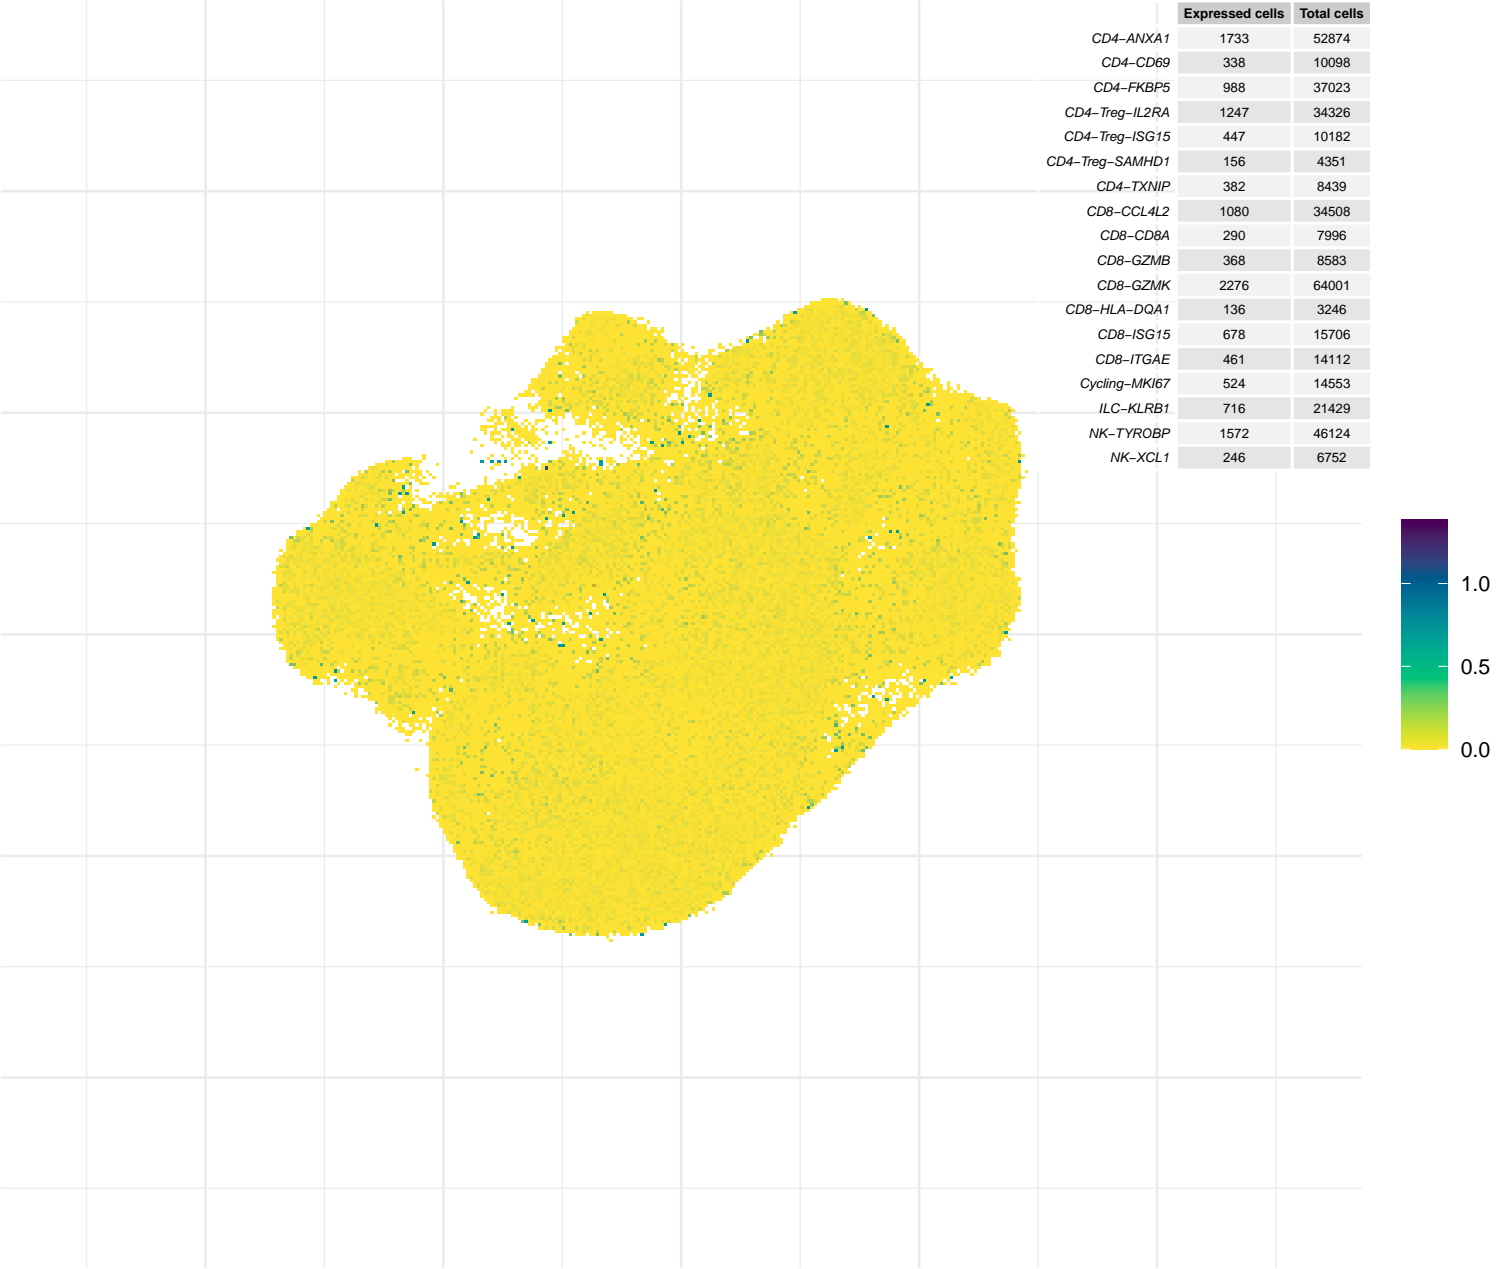 Expressed cells Total cells
CD4−ANXA1 1733 52874
CD4−CD69 338 10098
CD4−FKBP5 988 37023
CD4−Treg−IL2RA 1247 34326
CD4−Treg−ISG15 447 10182
CD4−Treg−SAMHD1 156 4351
CD4−TXNIP 382 8439
CD8−CCL4L2 1080 34508
CD8−CD8A 290 7996
CD8−GZMB 368 8583
CD8−GZMK 2276 64001
CD8−HLA−DQA1 136 3246
CD8−ISG15 678 15706
CD8−ITGAE 461 14112
Cycling−MKI67 524 14553
ILC−KLRB1 716 21429
NK−TYROBP 1572 46124
NK−XCL1 246 6752
1.0
0.5
0.0